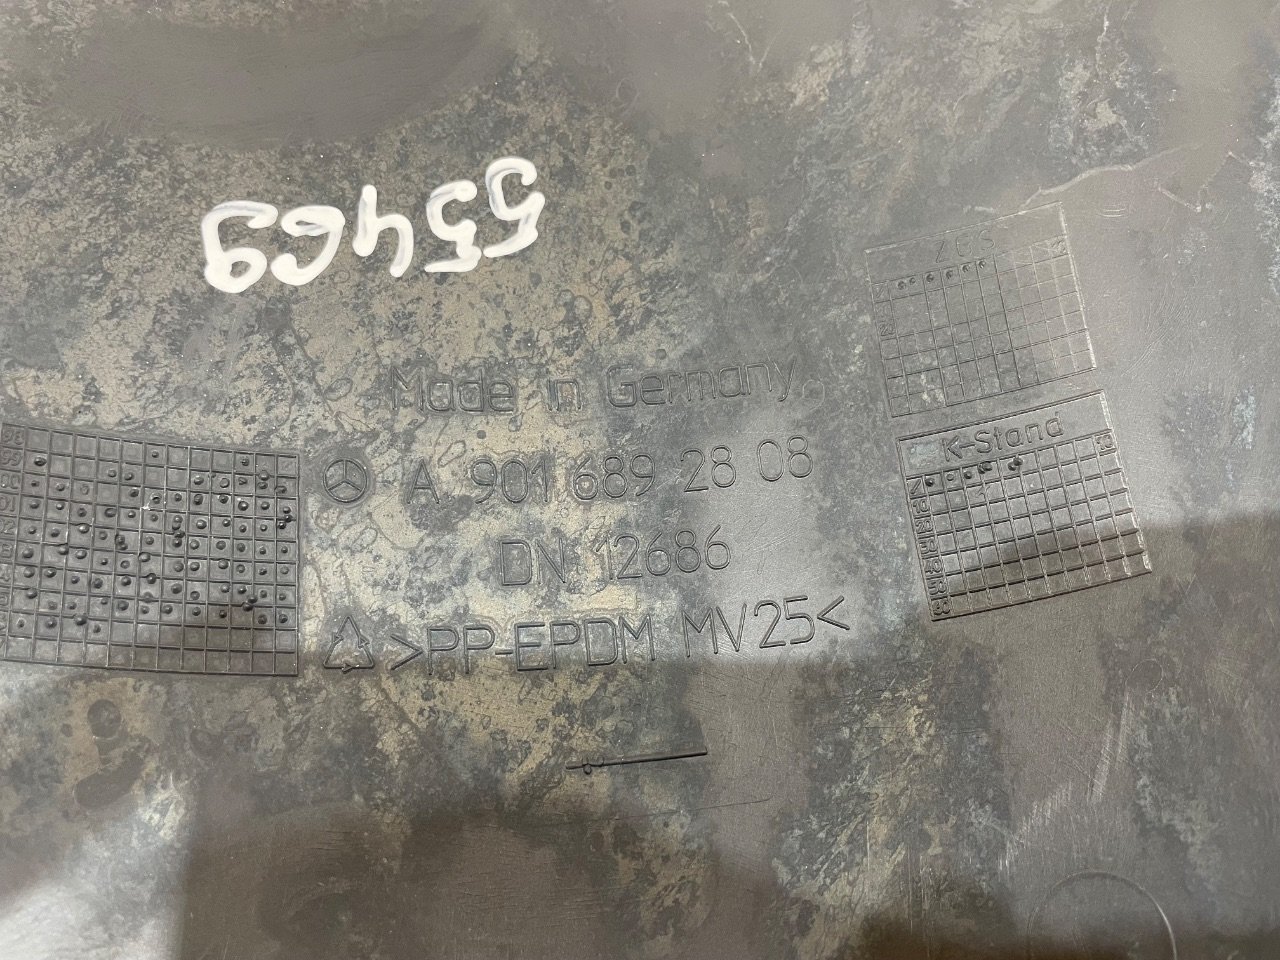 55469
ZGS
Made in Germany
K-Stand
A 901 689 28 08
DN 12686
>PP-EPDM MV25<